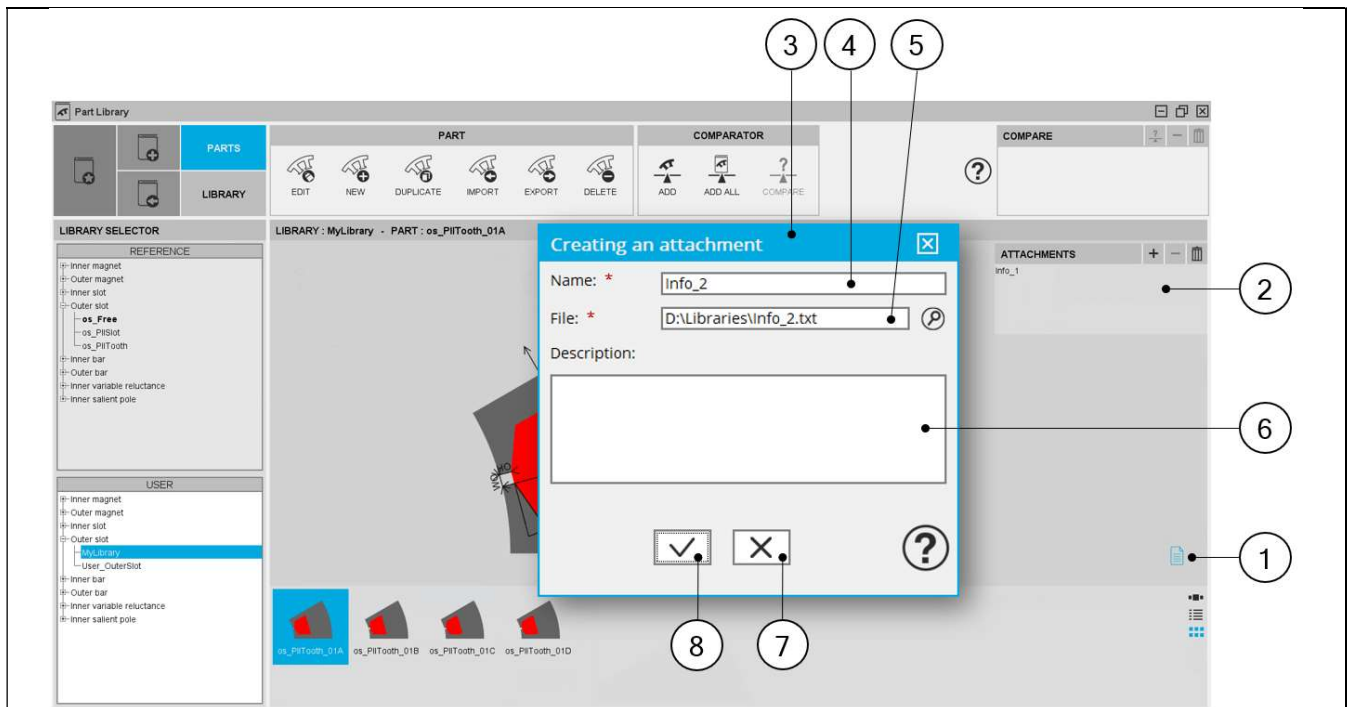 3 4 5
Part Library
PARTS
LIBRARY
PART
EDIT NEW DUPLICATE IMPORT EXPORT DELETE
COMPARATOR
ADD ADD ALL COMPARE
COMPARE
LIBRARY SELECTOR
REFERENCE
Inner magnet
Outer magnet
Inner slot
Outer slot
os_Free
os_PllSlot
os_PllTooth
Inner bar
Outer bar
Inner variable reluctance
Inner salient pole
USER
Inner magnet
Outer magnet
Inner slot
Outer slot
MyLibrary
User_OuterSlot
Inner bar
Outer bar
Inner variable reluctance
Inner salient pole
LIBRARY : MyLibrary - PART : os_PllTooth_01A
WO
HO
Creating an attachment
Name: * Info_2
File: * D:\Libraries\Info_2.txt
Description:
ATTACHMENTS + −
Info_1
2
6
1
8 7
os_PllTooth_01A os_PllTooth_01B os_PllTooth_01C os_PllTooth_01D